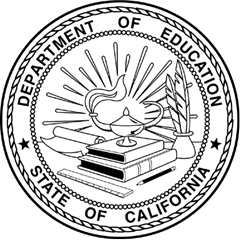 DEPARTMENT OF EDUCATION
STATE OF CALIFORNIA